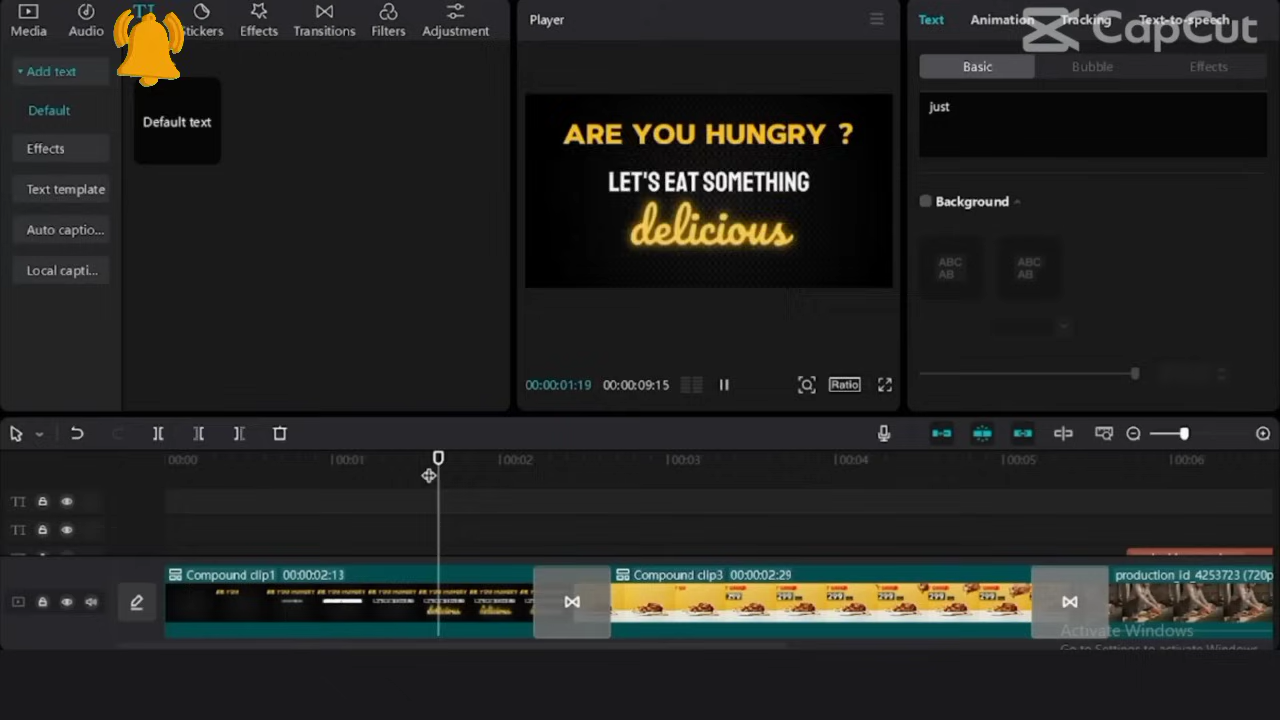 Media
Audio
TI
Stickers
Effects
Transitions
Filters
Adjustment
Player
Text
Animation
Tracking
Text-to-speech
CapCut
Add text
Default
Effects
Text template
Auto captio...
Local capti...
Default text
ARE YOU HUNGRY ?
LET'S EAT SOMETHING
delicious
00:00:01:19 00:00:09:15
Ratio
Basic
Bubble
Effects
just
Background
ABC
AB
ABC
AB
00:00 00:01 00:02 00:03 00:04 00:05 00:06
TI
TI
Compound clip1 00:00:02:13
Compound clip3 00:00:02:29
production_id_4253723 (720p
Activate Windows
Go to Settings to activate Windows